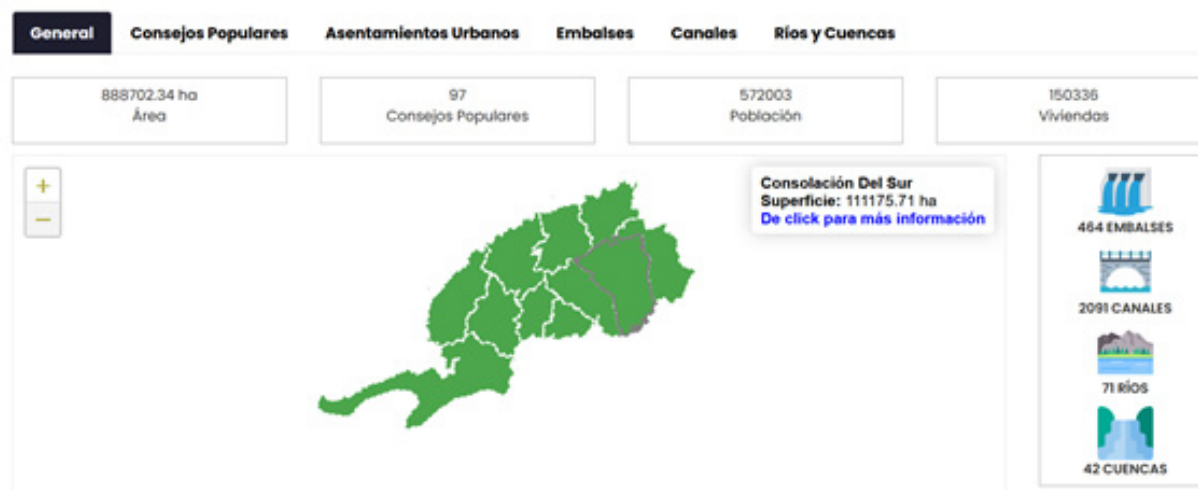 General Consejos Populares Asentamientos Urbanos Embalses Canales Ríos y Cuencas
888702.34 ha
Área
97
Consejos Populares
572003
Población
150336
Viviendas
+
−
Consolación Del Sur
Superficie: 111175.71 ha
De click para más información
464 EMBALSES
2091 CANALES
71 RÍOS
42 CUENCAS